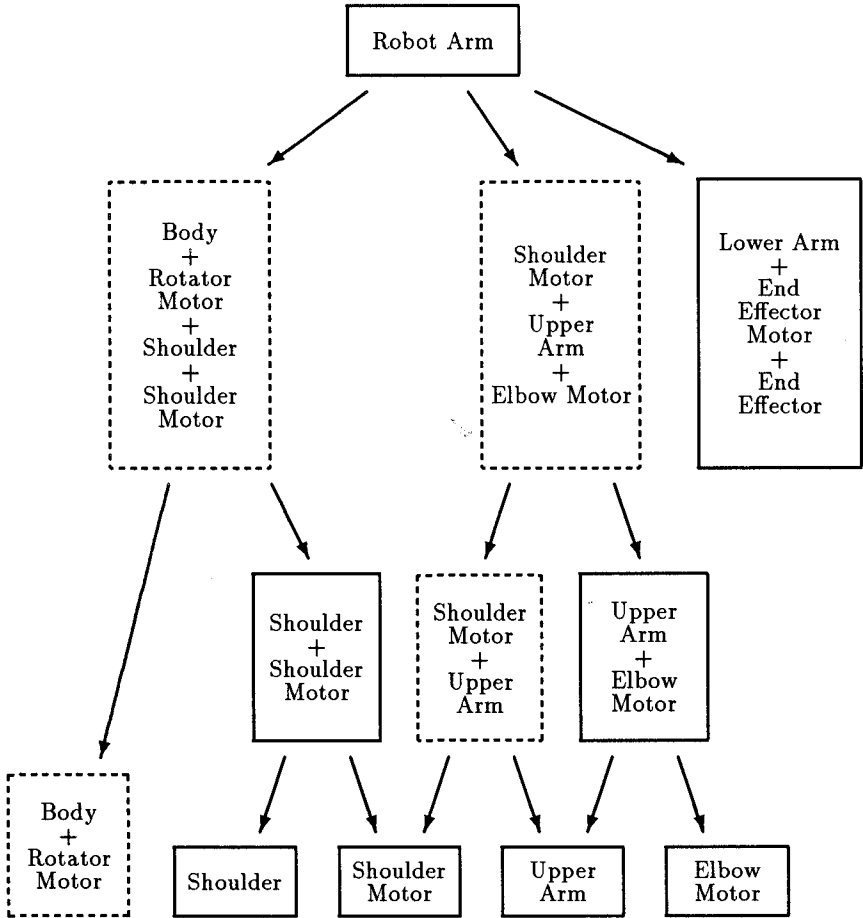 Robot Arm
Body
+
Rotator
Motor
+
Shoulder
+
Shoulder
Motor
Shoulder
Motor
+
Upper
Arm
+
Elbow Motor
Lower Arm
+
End
Effector
Motor
+
End
Effector
Shoulder
+
Shoulder
Motor
Shoulder
Motor
+
Upper
Arm
Upper
Arm
+
Elbow
Motor
Body
+
Rotator
Motor
Shoulder
Shoulder
Motor
Upper
Arm
Elbow
Motor